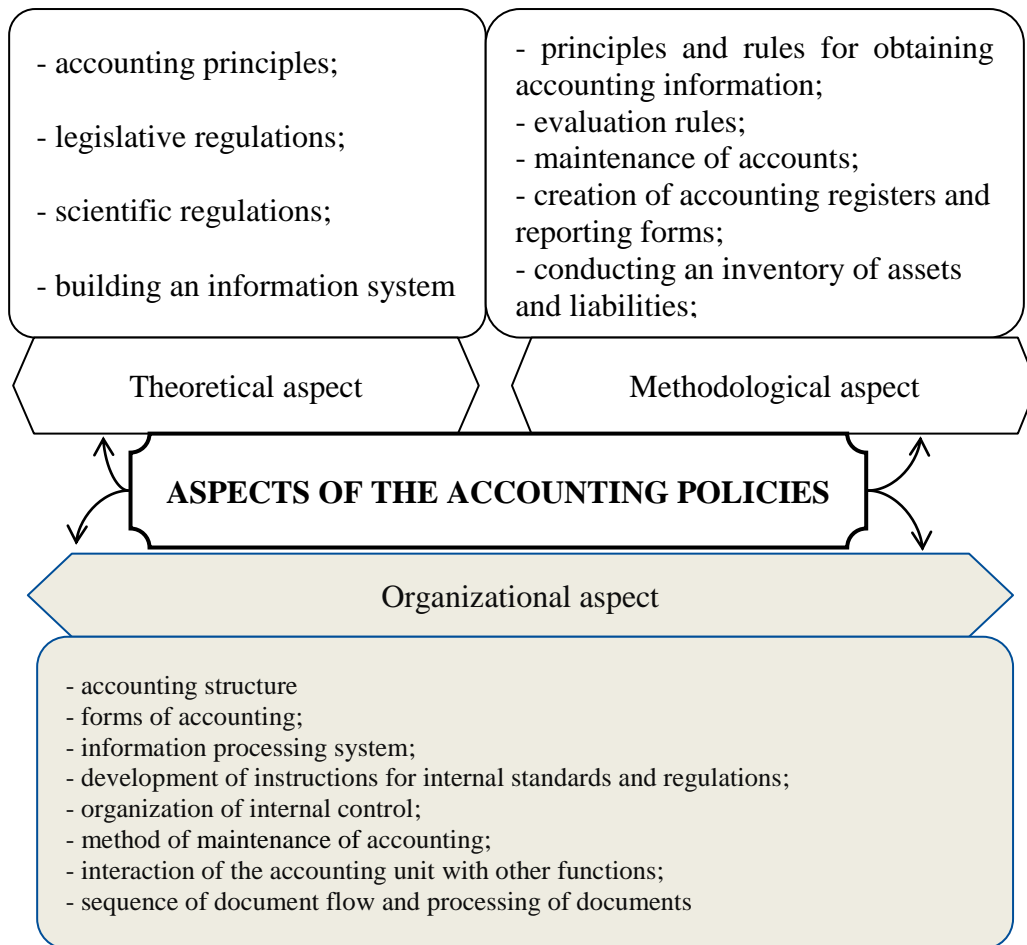 - accounting principles;
- legislative regulations;
- scientific regulations;
- building an information system
- principles and rules for obtaining
accounting information;
- evaluation rules;
- maintenance of accounts;
- creation of accounting registers and
reporting forms;
- conducting an inventory of assets
and liabilities;
Theoretical aspect
Methodological aspect
ASPECTS OF THE ACCOUNTING POLICIES
Organizational aspect
- accounting structure
- forms of accounting;
- information processing system;
- development of instructions for internal standards and regulations;
- organization of internal control;
- method of maintenance of accounting;
- interaction of the accounting unit with other functions;
- sequence of document flow and processing of documents